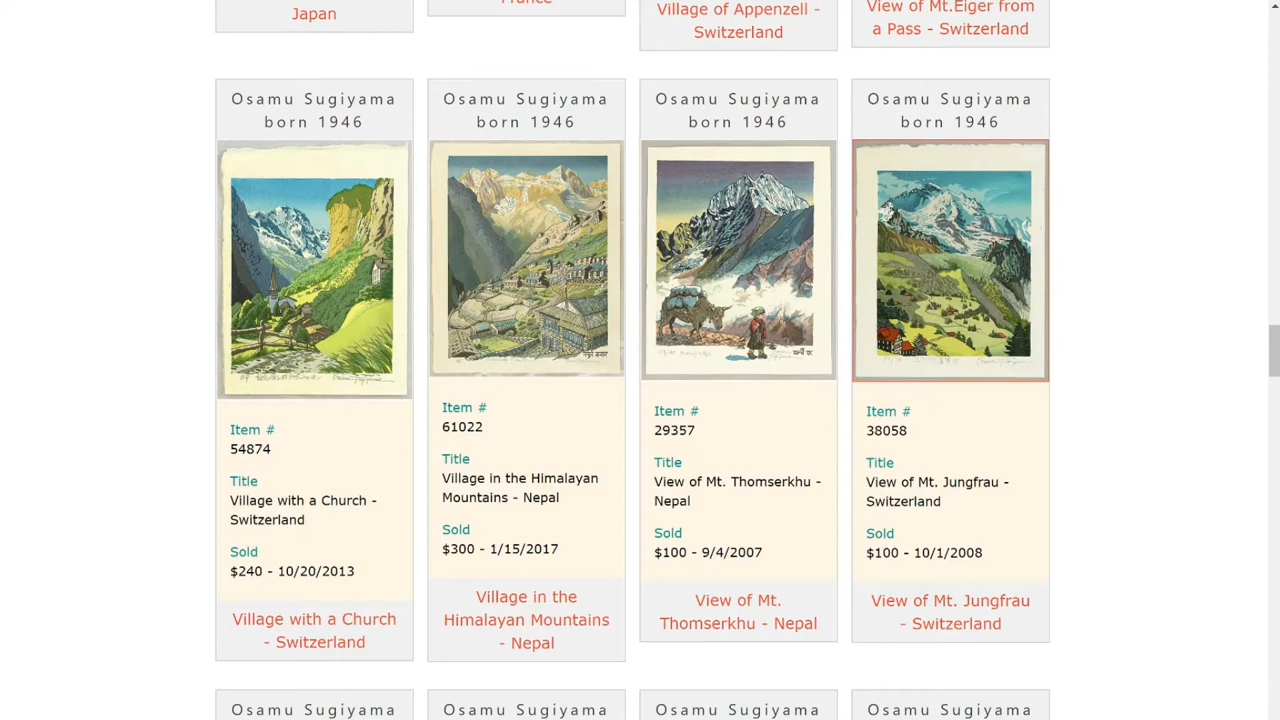 Japan
France
Village of Appenzell -
Switzerland
View of Mt.Eiger from
a Pass - Switzerland
Osamu Sugiyama
born 1946
Item #
54874
Title
Village with a Church -
Switzerland
Sold
$240 - 10/20/2013
Village with a Church
- Switzerland
Osamu Sugiyama
born 1946
Item #
61022
Title
Village in the Himalayan
Mountains - Nepal
Sold
$300 - 1/15/2017
Village in the
Himalayan Mountains
- Nepal
Osamu Sugiyama
born 1946
Item #
29357
Title
View of Mt. Thomserkhu -
Nepal
Sold
$100 - 9/4/2007
View of Mt.
Thomserkhu - Nepal
Osamu Sugiyama
born 1946
Item #
38058
Title
View of Mt. Jungfrau -
Switzerland
Sold
$100 - 10/1/2008
View of Mt. Jungfrau
- Switzerland
Osamu Sugiyama
Osamu Sugiyama
Osamu Sugiyama
Osamu Sugiyama